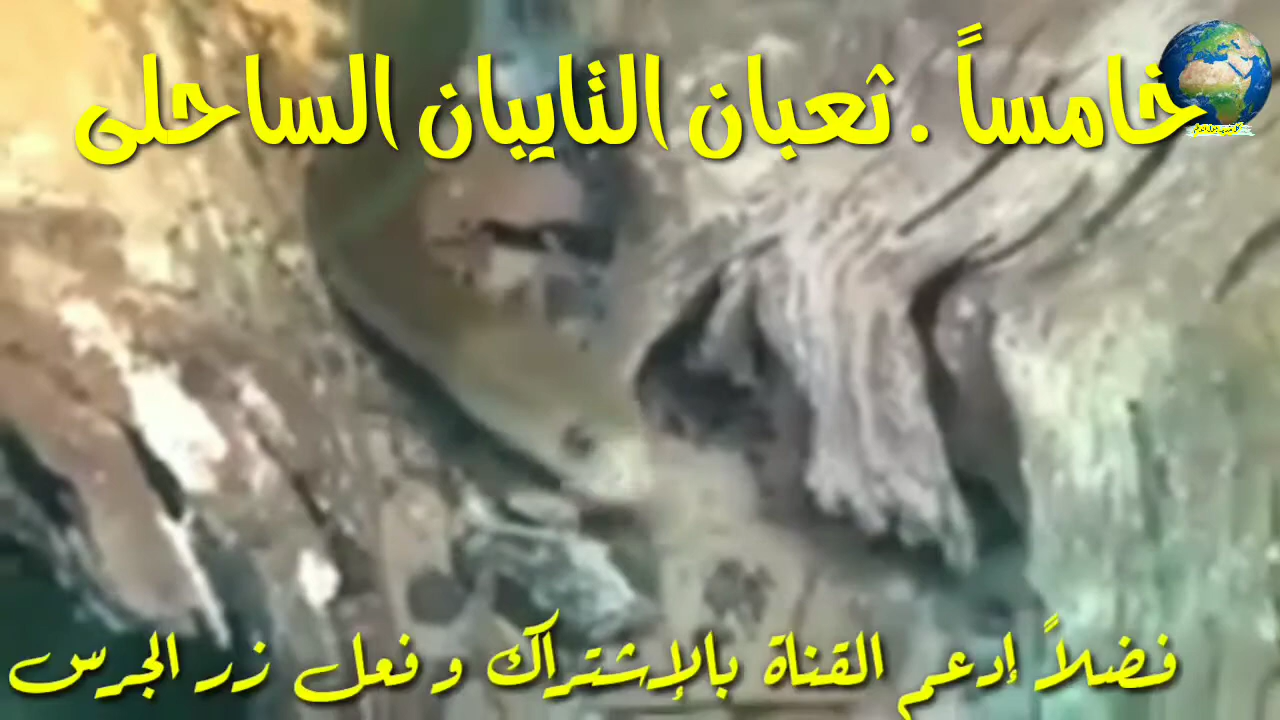 خامساً . ثعبان التايبان الساحلى
فضلاً إدعم القناة بالإشتراك و فعل زر الجرس